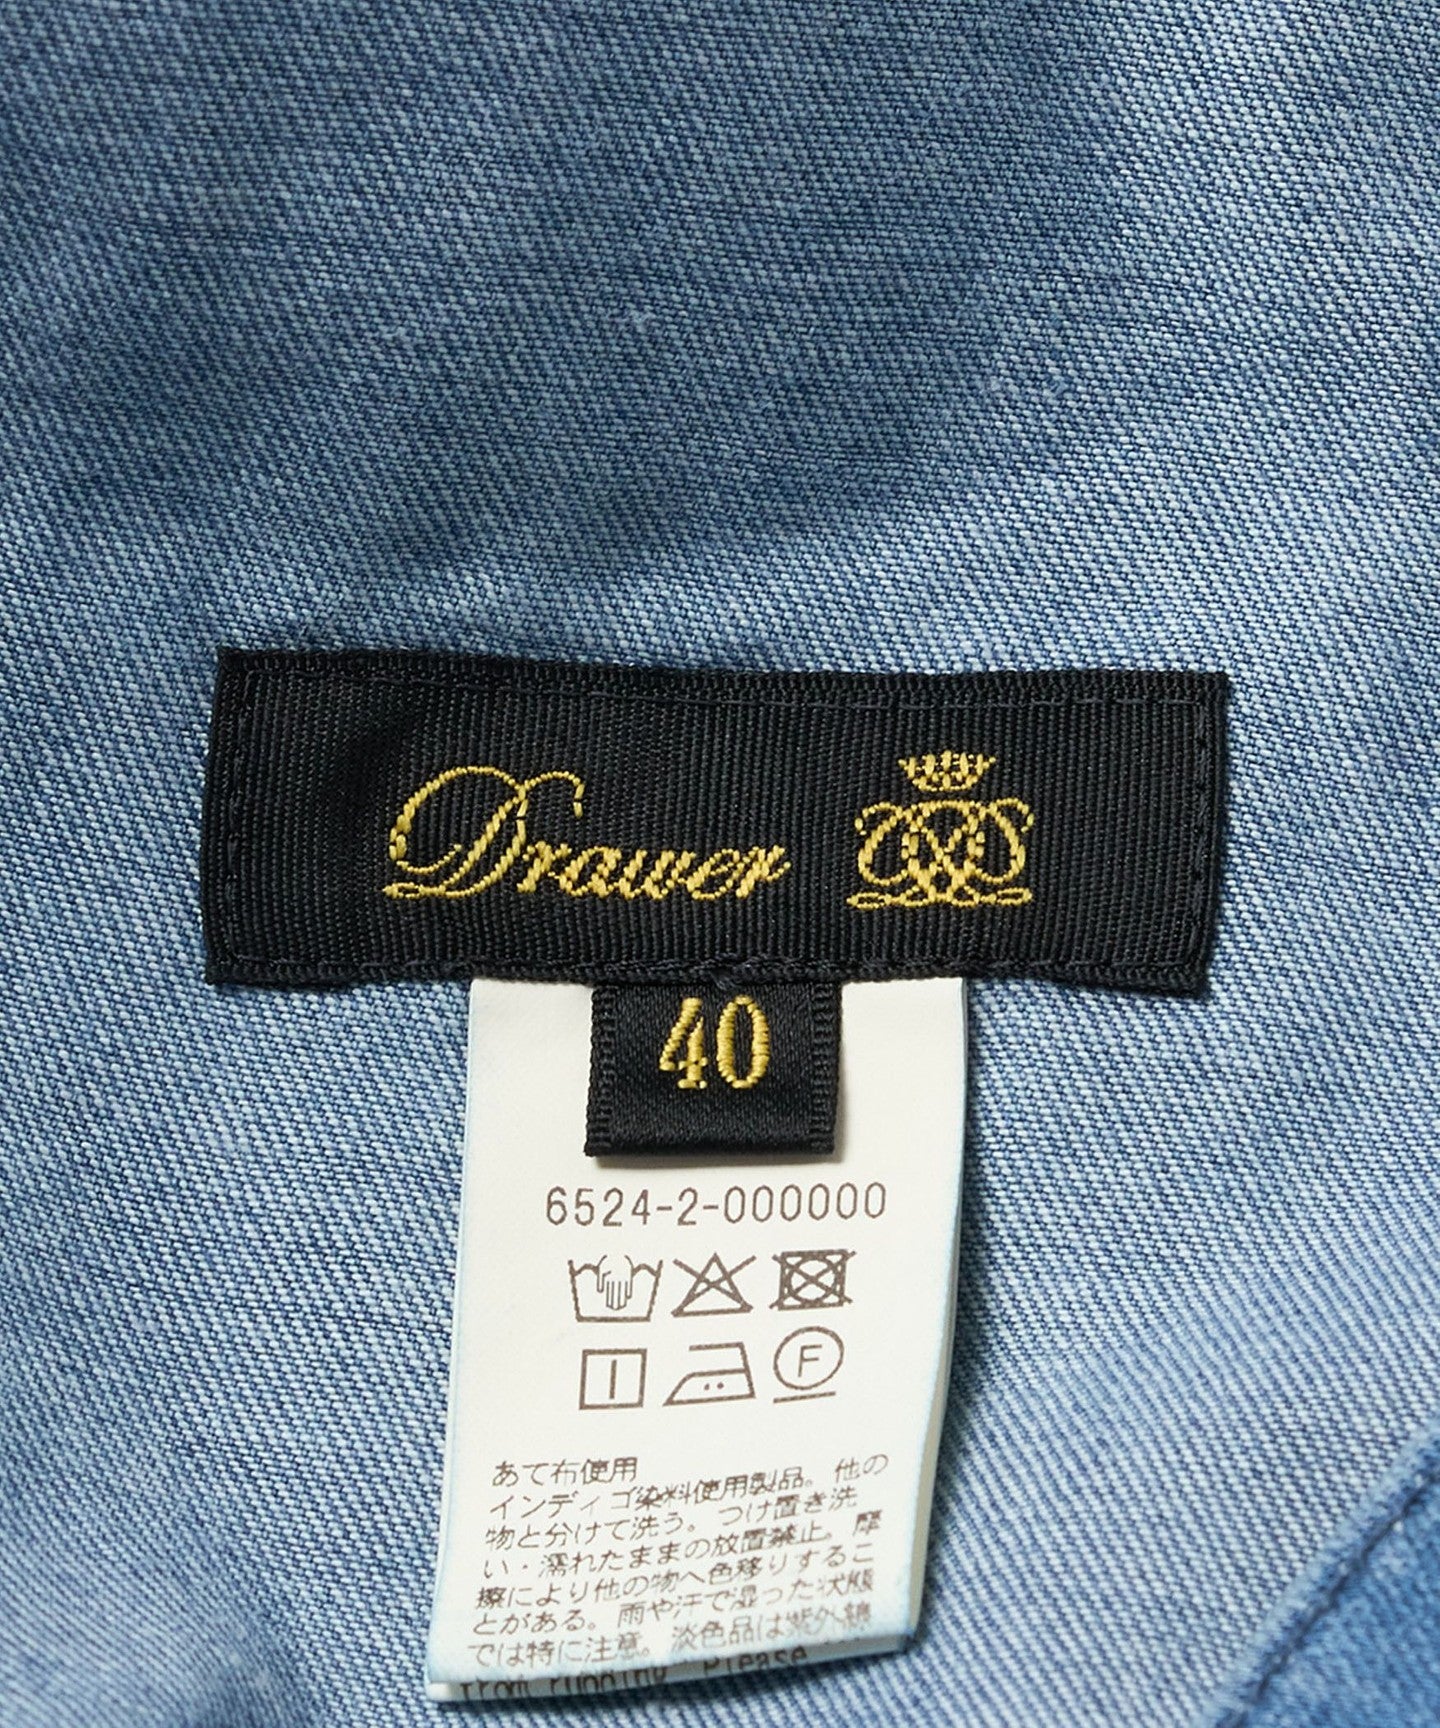 Drawer
40
6524-2-000000
F
あて布使用
インディゴ染料使用製品。他の
物と分けて洗う。つけ置き洗
い・濡れたままの放置禁止。摩
擦により他の物へ色移りするこ
とがある。雨や汗で湿った状態
では特に注意。淡色品は紫外線
from rubbing Please